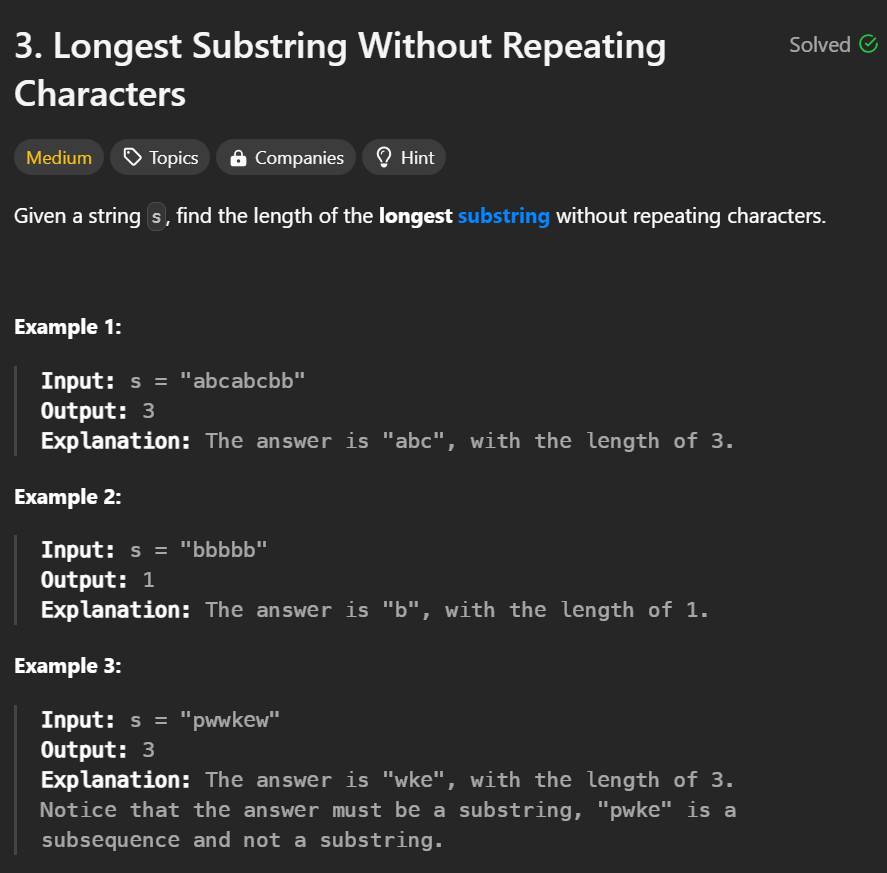 3. Longest Substring Without Repeating
Characters
Solved
Medium
Topics
Companies
Hint
Given a string s, find the length of the longest substring without repeating characters.
Example 1:
Input: s = "abcabcbb"
Output: 3
Explanation: The answer is "abc", with the length of 3.
Example 2:
Input: s = "bbbbb"
Output: 1
Explanation: The answer is "b", with the length of 1.
Example 3:
Input: s = "pwwkew"
Output: 3
Explanation: The answer is "wke", with the length of 3.
Notice that the answer must be a substring, "pwke" is a
subsequence and not a substring.